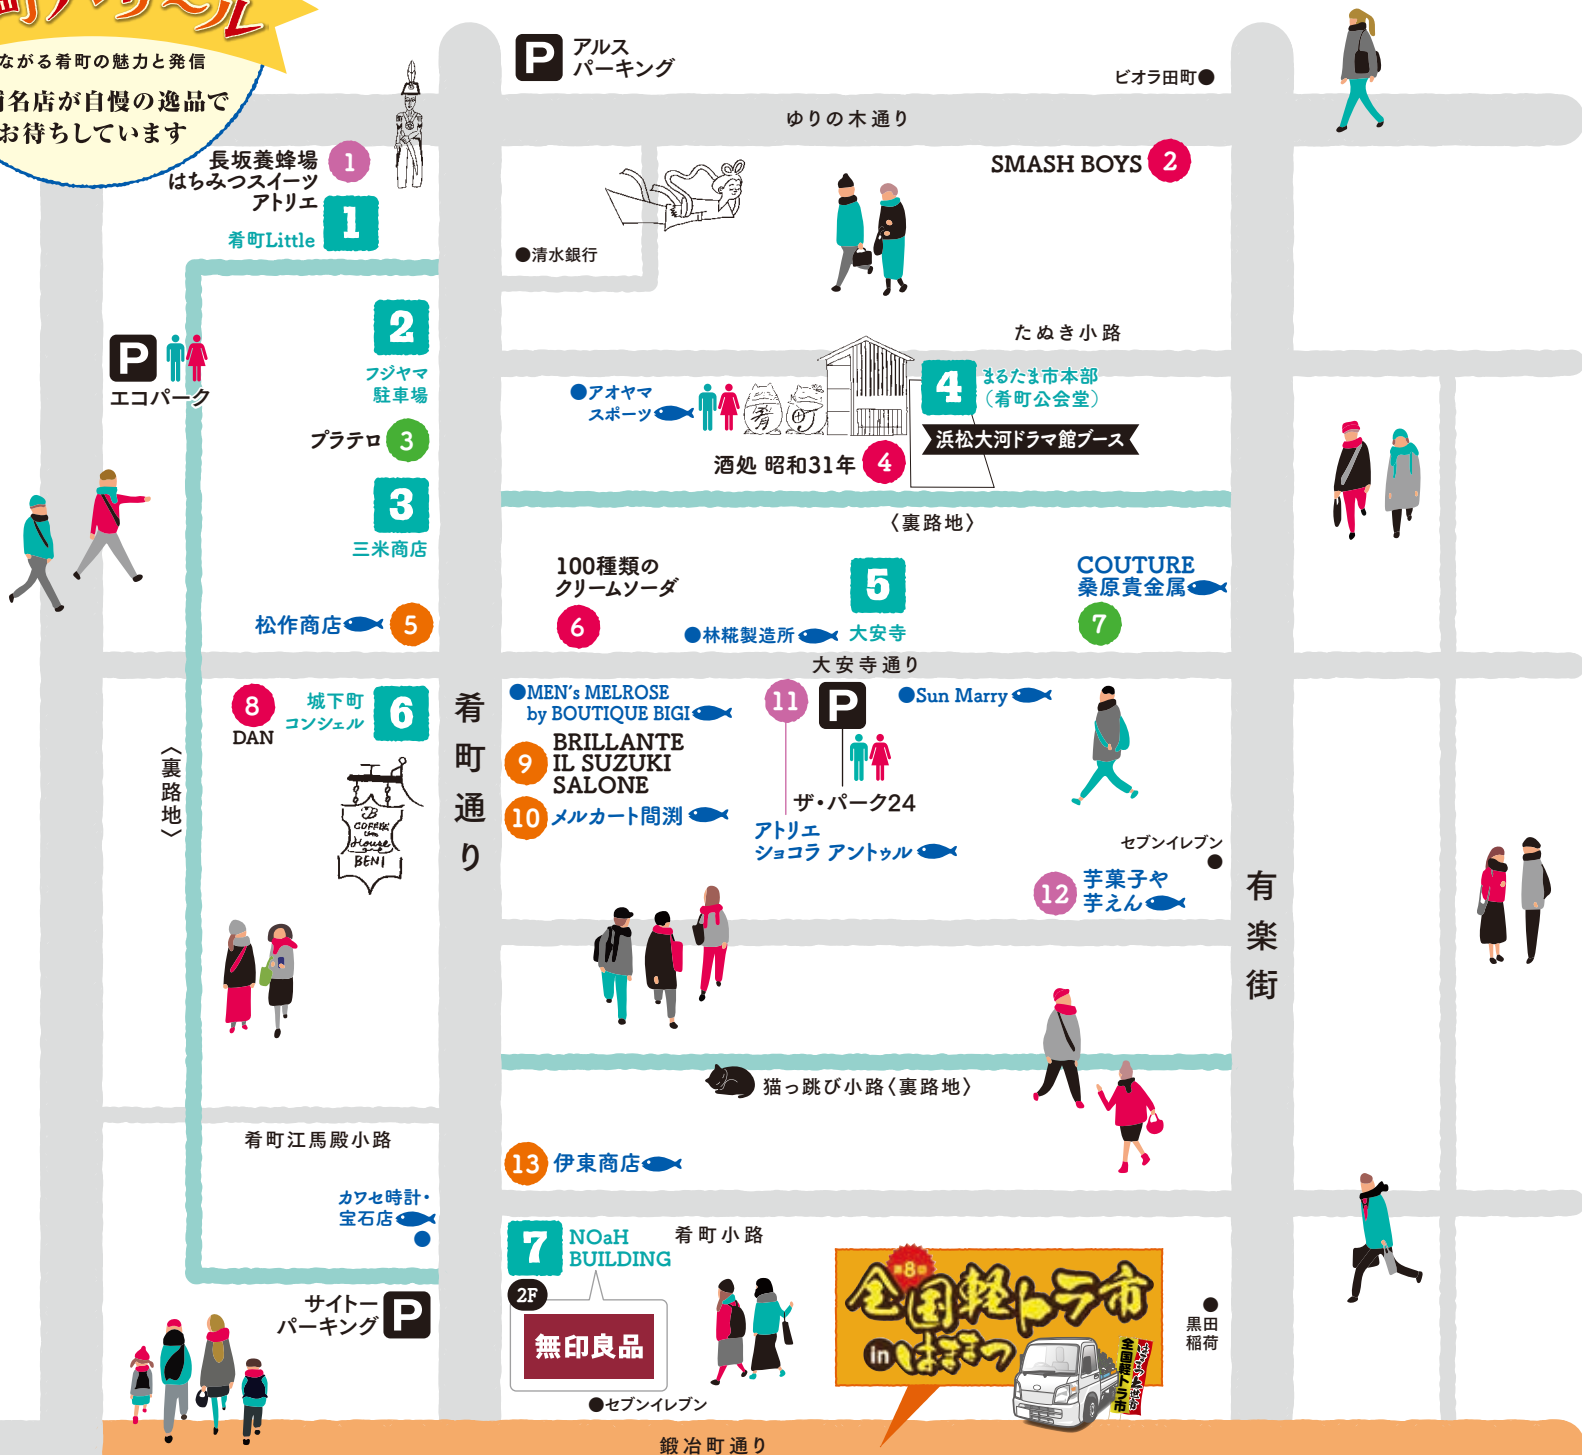 ながる肴町の魅力と発信
名店が自慢の逸品で
お待ちしています
アルス
パーキング
P
ビオラ田町
ゆりの木通り
長坂養蜂場
はちみつスイーツ
アトリエ
1
肴町Little
1
SMASH BOYS
2
清水銀行
2
フジヤマ
駐車場
P
エコパーク
たぬき小路
アオヤマ
スポーツ
肴
町
4
まるたま市本部
(肴町公会堂)
浜松大河ドラマ館ブース
プラテロ
3
酒処 昭和31年
4
3
三米商店
〈裏路地〉
100種類の
クリームソーダ
6
5
大安寺
COUTURE
桑原貴金属
7
松作商店
5
林糀製造所
大安寺通り
8
DAN
城下町
コンシェル
6
肴町通り
MEN's MELROSE
by BOUTIQUE BIGI
9
BRILLANTE
IL SUZUKI
SALONE
10
メルカート間渕
11
P
ザ・パーク24
アトリエ
ショコラ アントゥル
Sun Marry
〈裏路地〉
COFFEE
House
BENI
セブンイレブン
12
芋菓子や
芋えん
有楽街
猫っ跳び小路〈裏路地〉
肴町江馬殿小路
13
伊東商店
カワセ時計・
宝石店
7
NOaH
BUILDING
肴町小路
2F
無印良品
サイトー
パーキング
P
第8回
全国軽トラ市
in はままつ
全国軽トラ市
黒田
稲荷
セブンイレブン
鍛冶町通り